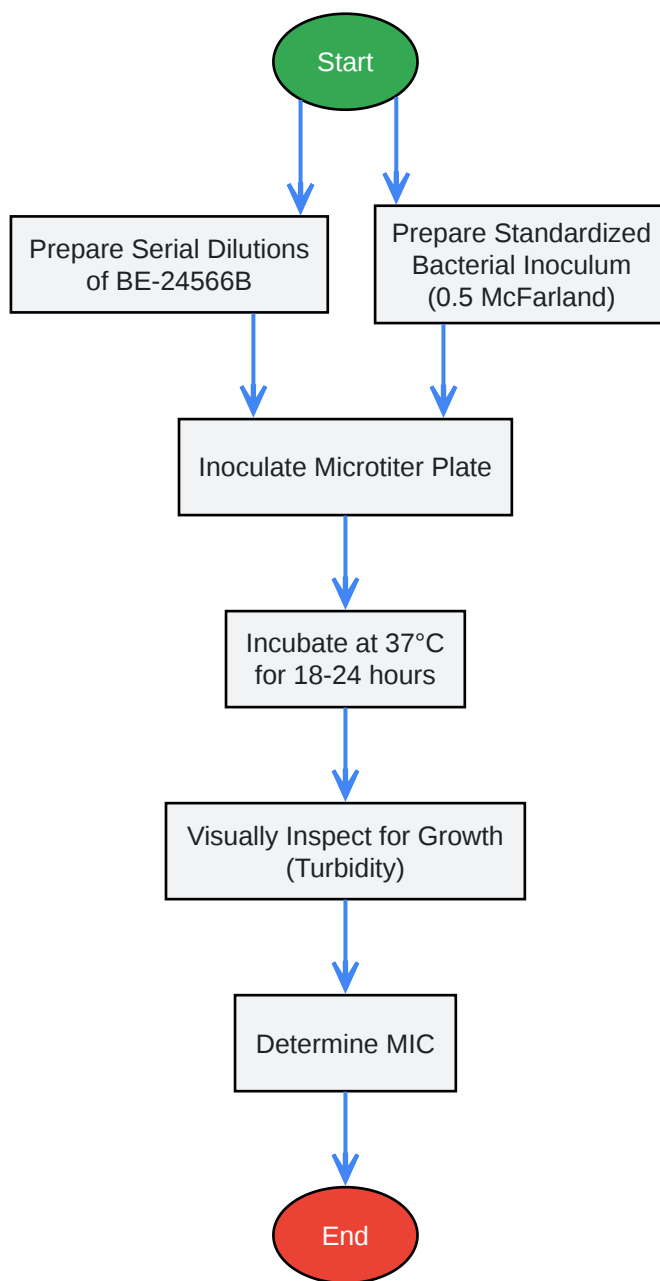 Start
Prepare Serial Dilutions
of BE-24566B
Prepare Standardized
Bacterial Inoculum
(0.5 McFarland)
Inoculate Microtiter Plate
Incubate at 37°C
for 18-24 hours
Visually Inspect for Growth
(Turbidity)
Determine MIC
End